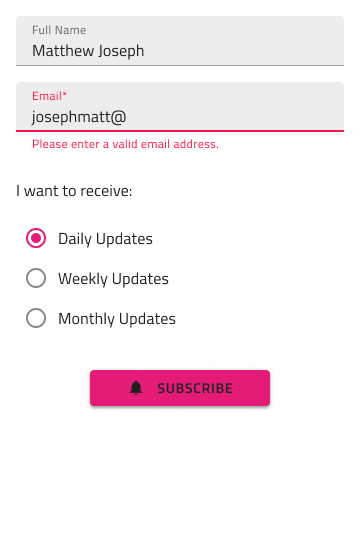 Full Name
Matthew Joseph
Email*
josephmatt@
Please enter a valid email address.
I want to receive:
Daily Updates
Weekly Updates
Monthly Updates
SUBSCRIBE